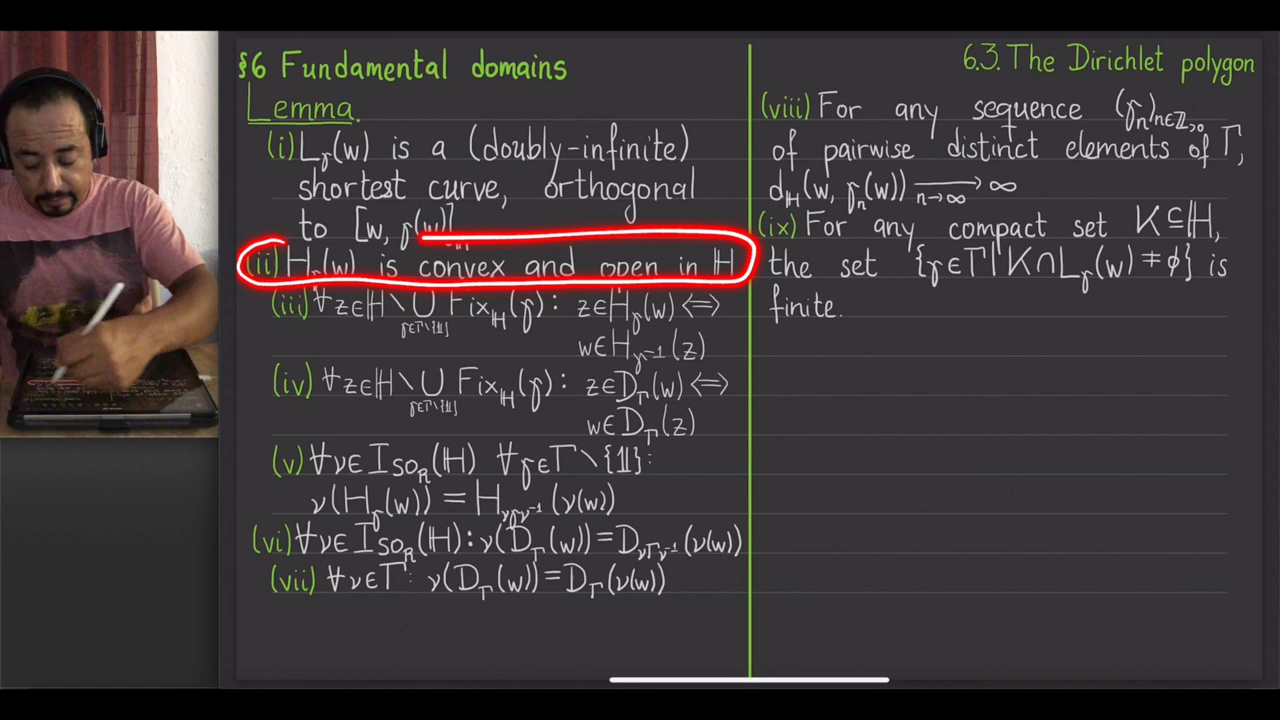 §6 Fundamental domains
6.3. The Dirichlet polygon
Lemma.
(i) L_γ(w) is a (doubly-infinite)
shortest curve, orthogonal
to [w, γ(w)]_ℍ
(ii) H_γ(w) is convex and open in ℍ
(iii) ∀z∈ℍ∖⋃_{γ∈Γ∖{𝟙}} Fix_ℍ(γ): z∈H_γ(w) ⇔
w∈H_{γ⁻¹}(z)
(iv) ∀z∈ℍ∖⋃_{γ∈Γ∖{𝟙}} Fix_ℍ(γ): z∈D_Γ(w) ⇔
w∈D_Γ(z)
(v) ∀ν∈Iso_ℝ(ℍ) ∀γ∈Γ∖{𝟙}:
ν(H_γ(w)) = H_{νγν⁻¹}(ν(w))
(vi) ∀ν∈Iso_ℝ(ℍ): ν(D_Γ(w)) = D_{νΓν⁻¹}(ν(w))
(vii) ∀ν∈Γ: ν(D_Γ(w)) = D_Γ(ν(w))
(viii) For any sequence (γ_n)_{n∈ℤ_{>0}}
of pairwise distinct elements of Γ,
d_ℍ(w, γ_n(w)) ⟶_{n→∞} ∞
(ix) For any compact set K⊆ℍ,
the set {γ∈Γ | K∩L_γ(w) ≠ ϕ} is
finite.